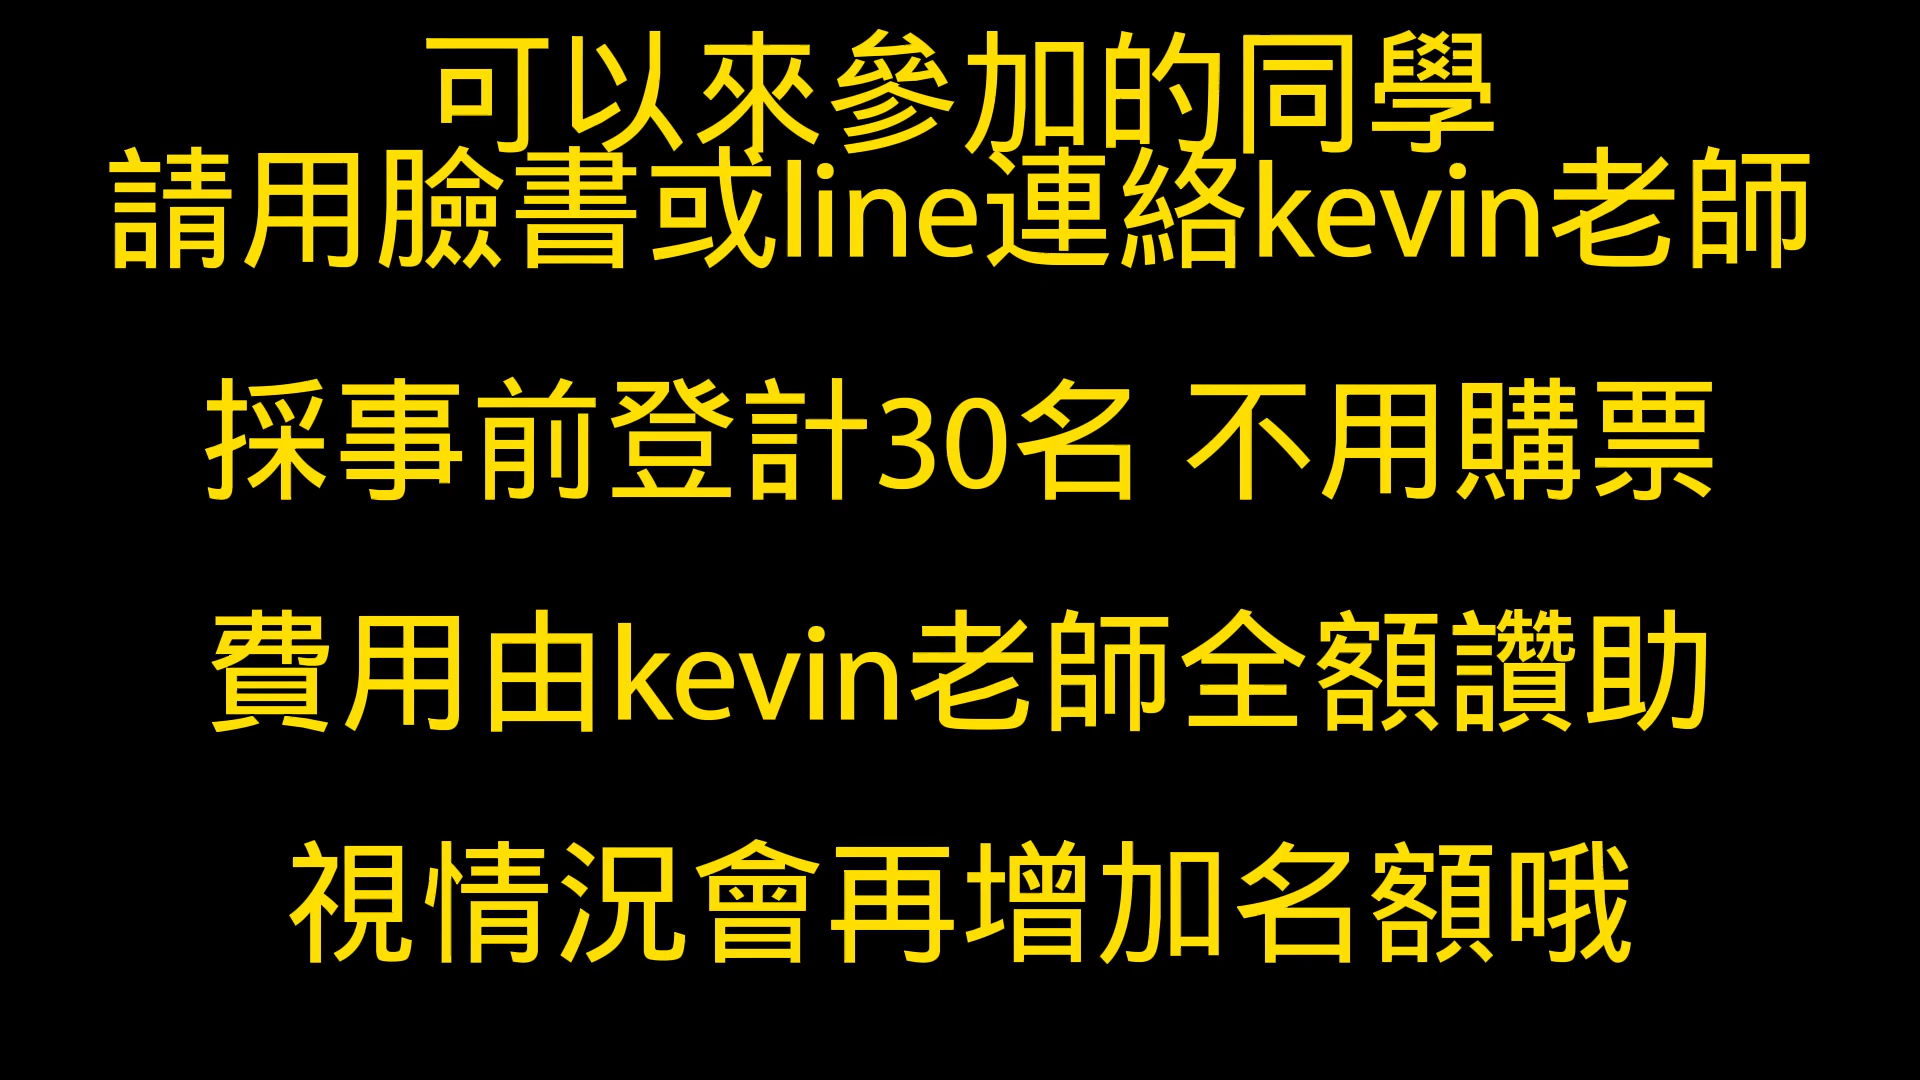 可以來參加的同學
請用臉書或line連絡kevin老師
採事前登計30名 不用購票
費用由kevin老師全額讚助
視情況會再增加名額哦